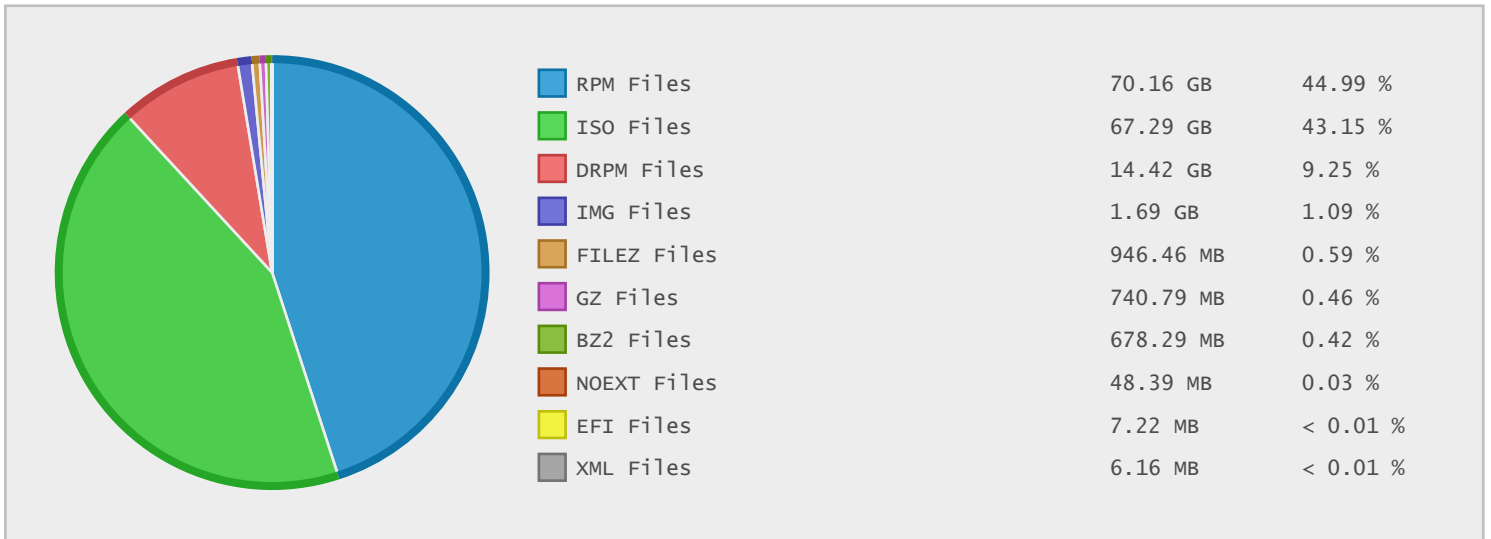 RPM Files 70.16 GB 44.99 %
ISO Files 67.29 GB 43.15 %
DRPM Files 14.42 GB 9.25 %
IMG Files 1.69 GB 1.09 %
FILEZ Files 946.46 MB 0.59 %
GZ Files 740.79 MB 0.46 %
BZ2 Files 678.29 MB 0.42 %
NOEXT Files 48.39 MB 0.03 %
EFI Files 7.22 MB < 0.01 %
XML Files 6.16 MB < 0.01 %